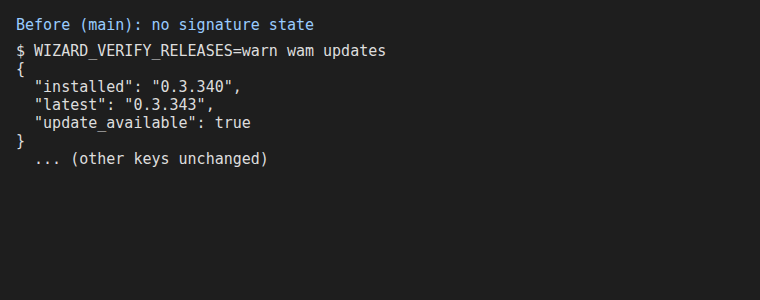 Before (main): no signature state
$ WIZARD_VERIFY_RELEASES=warn wam updates
{
  "installed": "0.3.340",
  "latest": "0.3.343",
  "update_available": true
}
  ... (other keys unchanged)